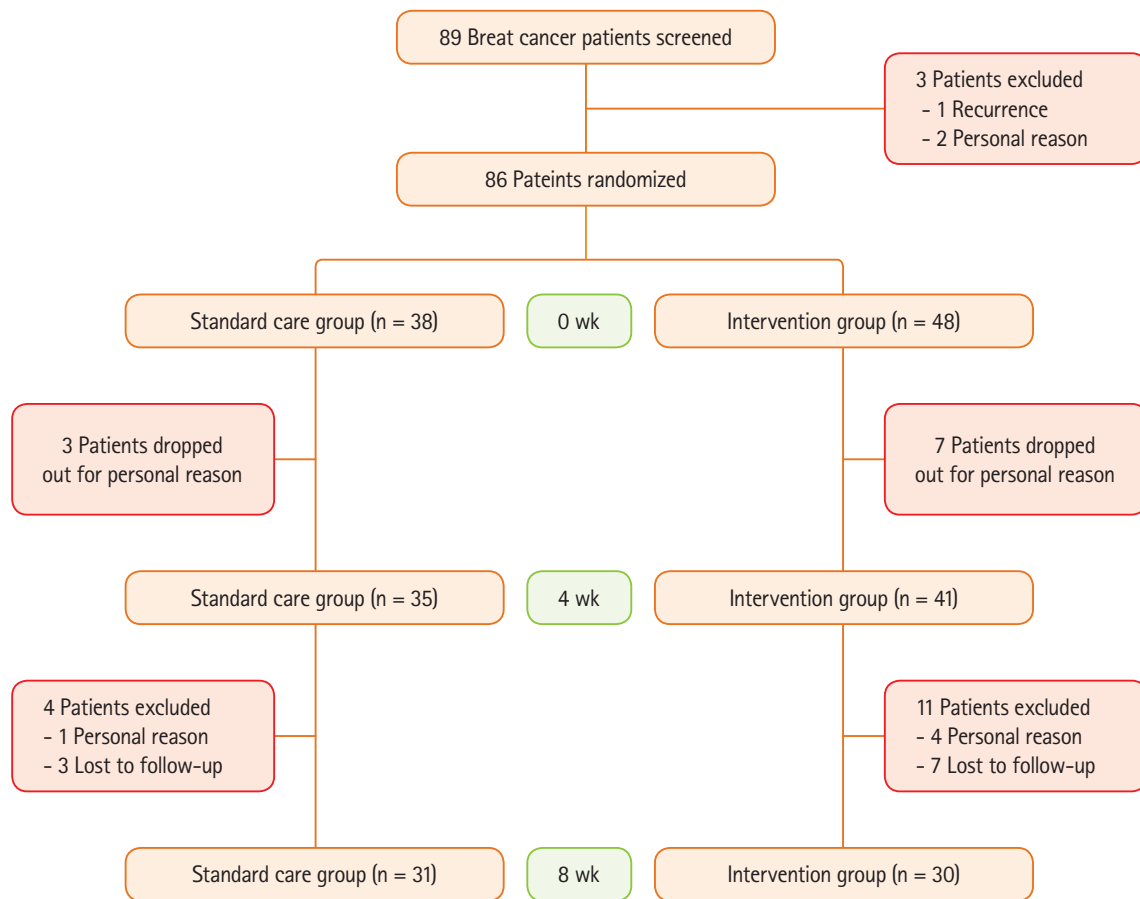 89 Breat cancer patients screened
3 Patients excluded
- 1 Recurrence
- 2 Personal reason
86 Pateints randomized
Standard care group (n = 38)
0 wk
Intervention group (n = 48)
3 Patients dropped
out for personal reason
7 Patients dropped
out for personal reason
Standard care group (n = 35)
4 wk
Intervention group (n = 41)
4 Patients excluded
- 1 Personal reason
- 3 Lost to follow-up
11 Patients excluded
- 4 Personal reason
- 7 Lost to follow-up
Standard care group (n = 31)
8 wk
Intervention group (n = 30)